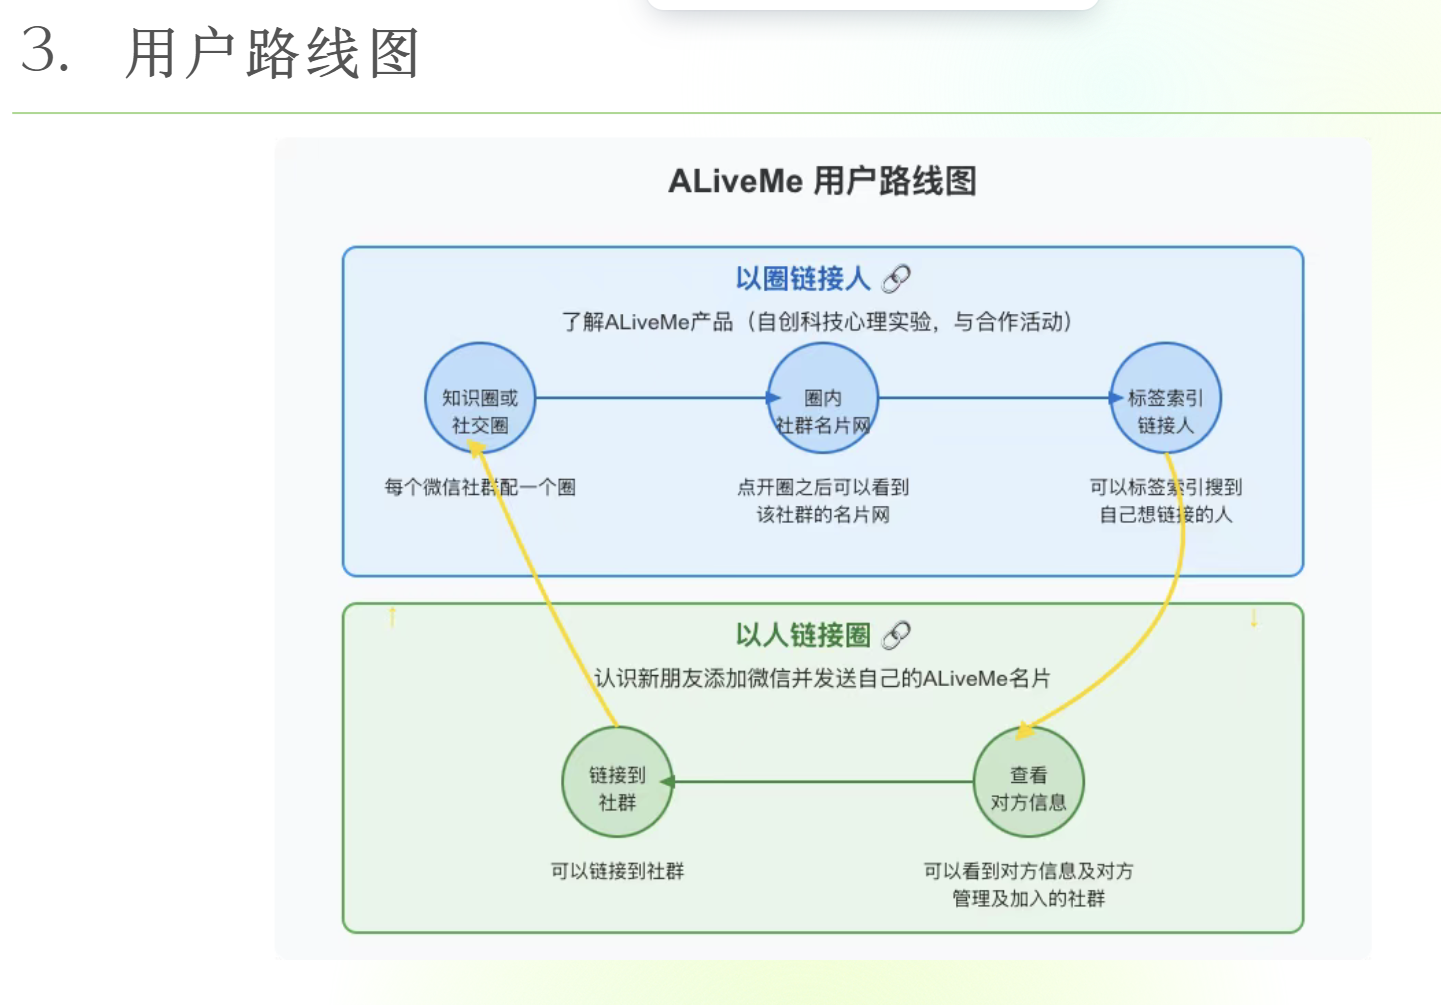 3. 用户路线图
ALiveMe 用户路线图
以圈链接人
了解ALiveMe产品（自创科技心理实验，与合作活动）
知识圈或
社交圈
圈内
社群名片网
标签索引
链接人
每个微信社群配一个圈
点开圈之后可以看到
该社群的名片网
可以标签索引搜到
自己想链接的人
↑
↓
以人链接圈
认识新朋友添加微信并发送自己的ALiveMe名片
链接到
社群
查看
对方信息
可以链接到社群
可以看到对方信息及对方
管理及加入的社群